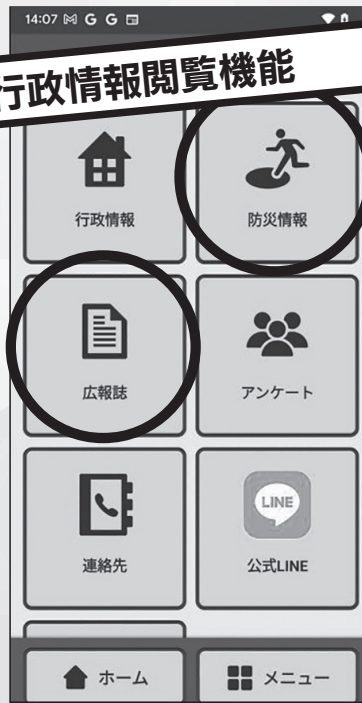 14:07 M G G
行政情報閲覧機能
行政情報
防災情報
広報誌
アンケート
連絡先
LINE
公式LINE
ホーム
メニュー